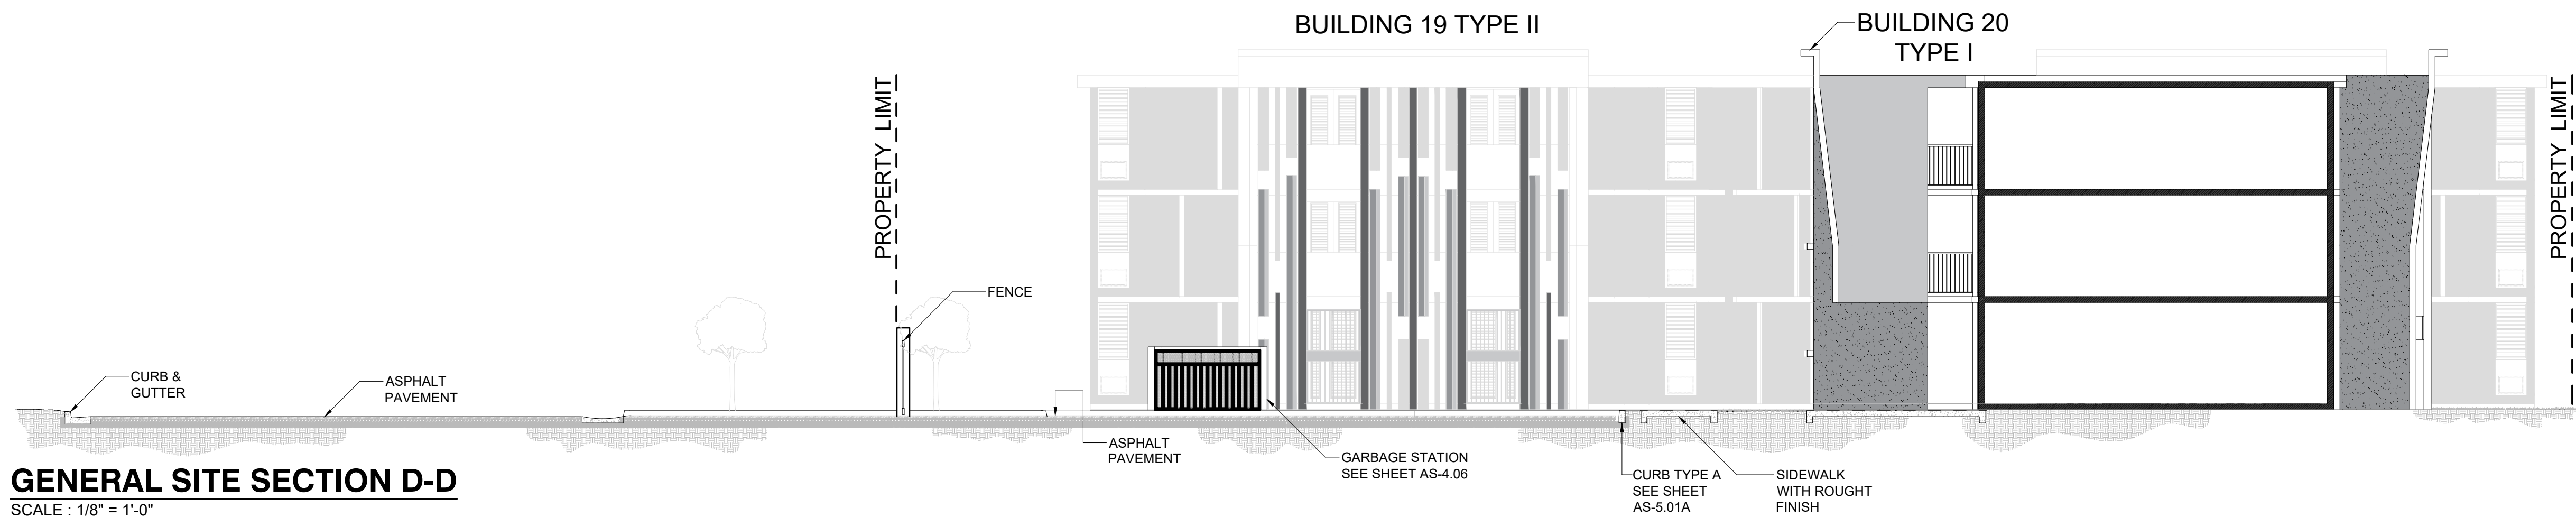 BUILDING 19 TYPE II
BUILDING 20
TYPE I
PROPERTY LIMIT
PROPERTY LIMIT
FENCE
CURB &
GUTTER
ASPHALT
PAVEMENT
ASPHALT
PAVEMENT
GARBAGE STATION
SEE SHEET AS-4.06
CURB TYPE A
SEE SHEET
AS-5.01A
SIDEWALK
WITH ROUGHT
FINISH
GENERAL SITE SECTION D-D
SCALE : 1/8" = 1'-0"